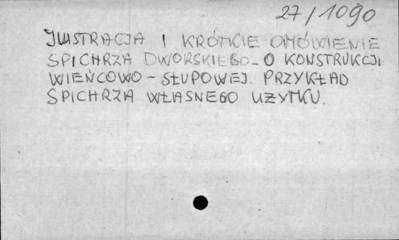 27/1090
ILUSTRACJA I KRÓTKIE OMÓWIENIE
SPICHRZA DWORSKIEGO - O KONSTRUKCJI
WIEŃCOWO - SŁUPOWEJ. PRZYKŁAD
SPICHRZA WŁASNEGO UŻYTKU.